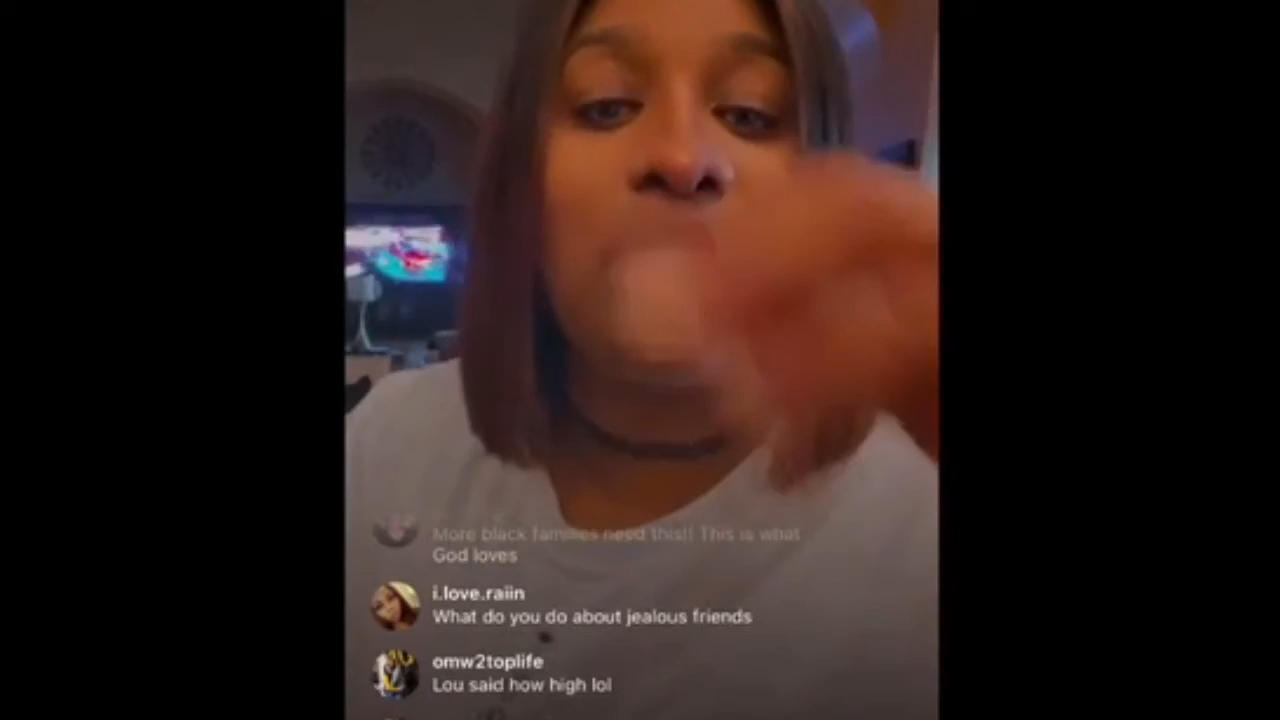 More black families need this!! This is what
God loves
i.love.raiin
What do you do about jealous friends
omw2toplife
Lou said how high lol